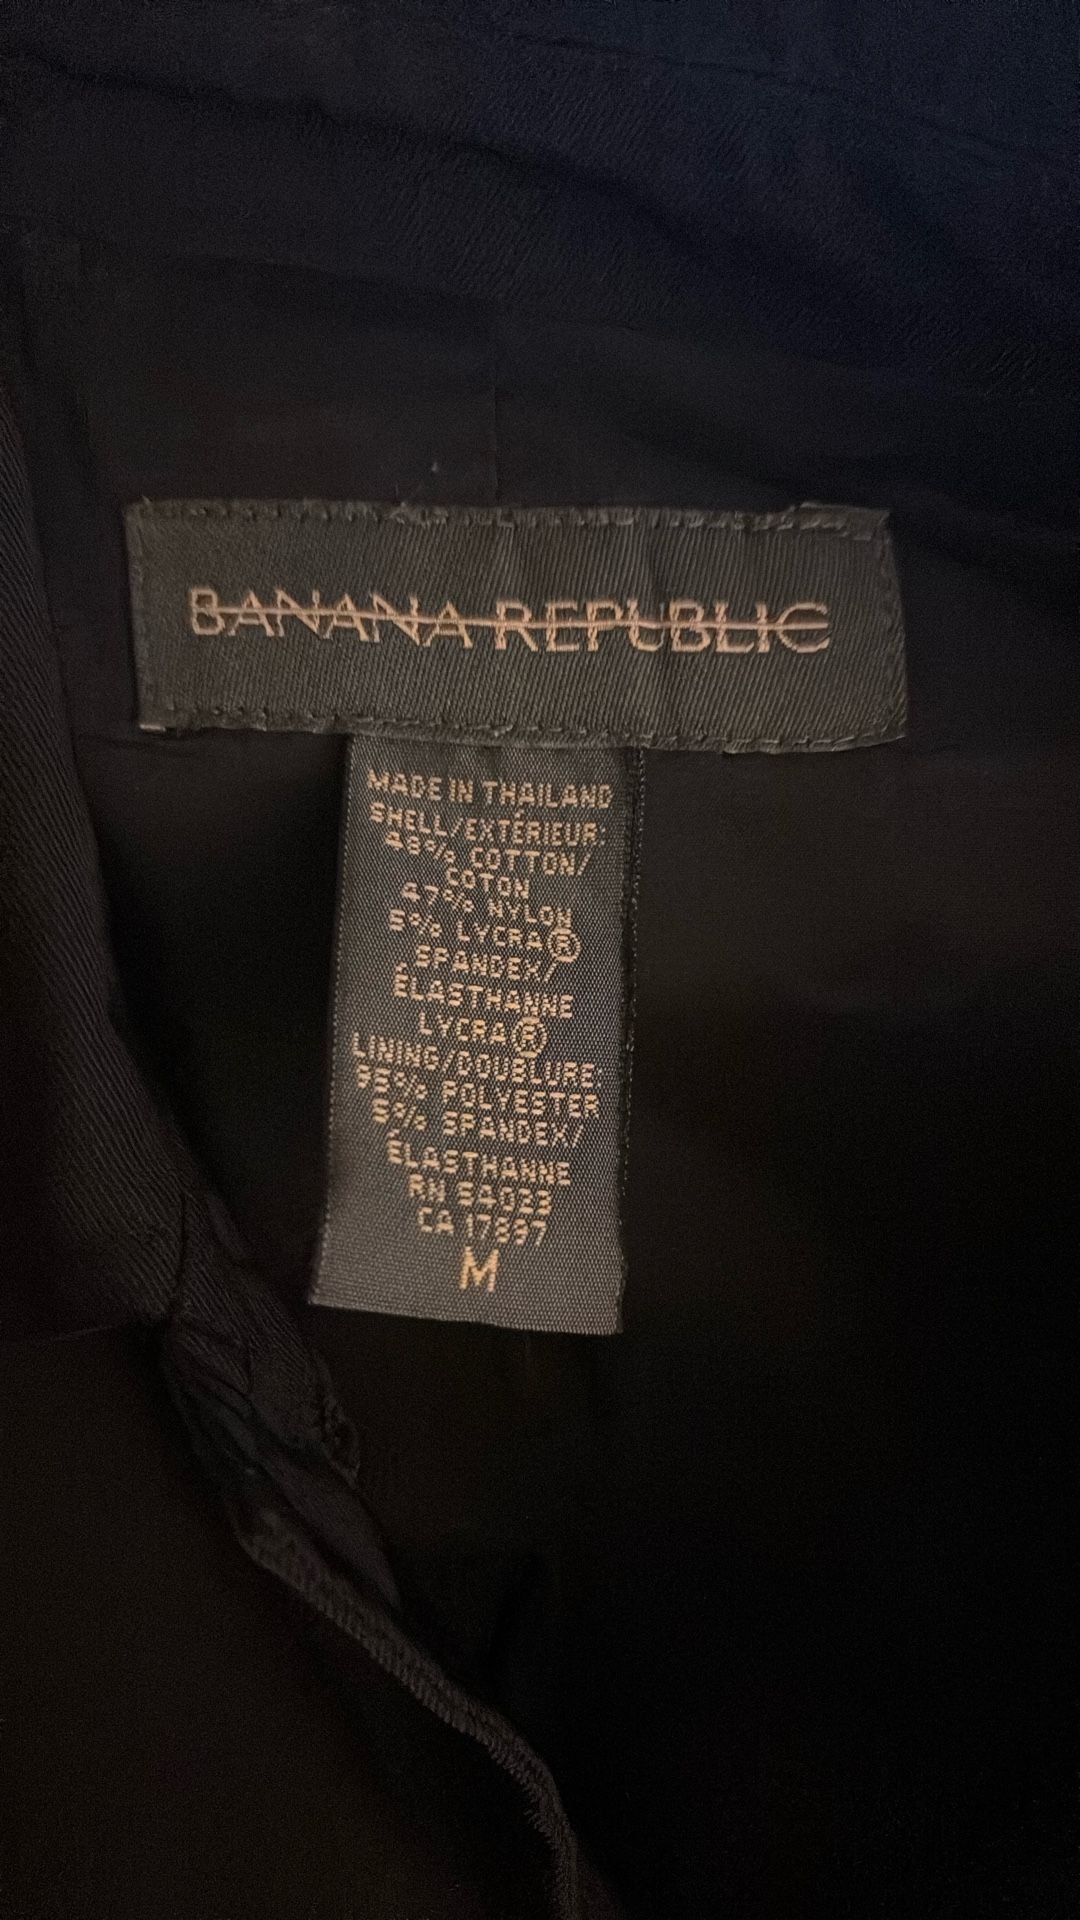 BANANA REPUBLIC
MADE IN THAILAND
SHELL/EXTÉRIEUR:
48% COTTON/
COTON
47% NYLON
5% LYCRA®
SPANDEX/
ÉLASTHANNE
LYCRA®
LINING/DOUBLURE
95% POLYESTER
5% SPANDEX/
ÉLASTHANNE
RN 54023
CA 17897
M